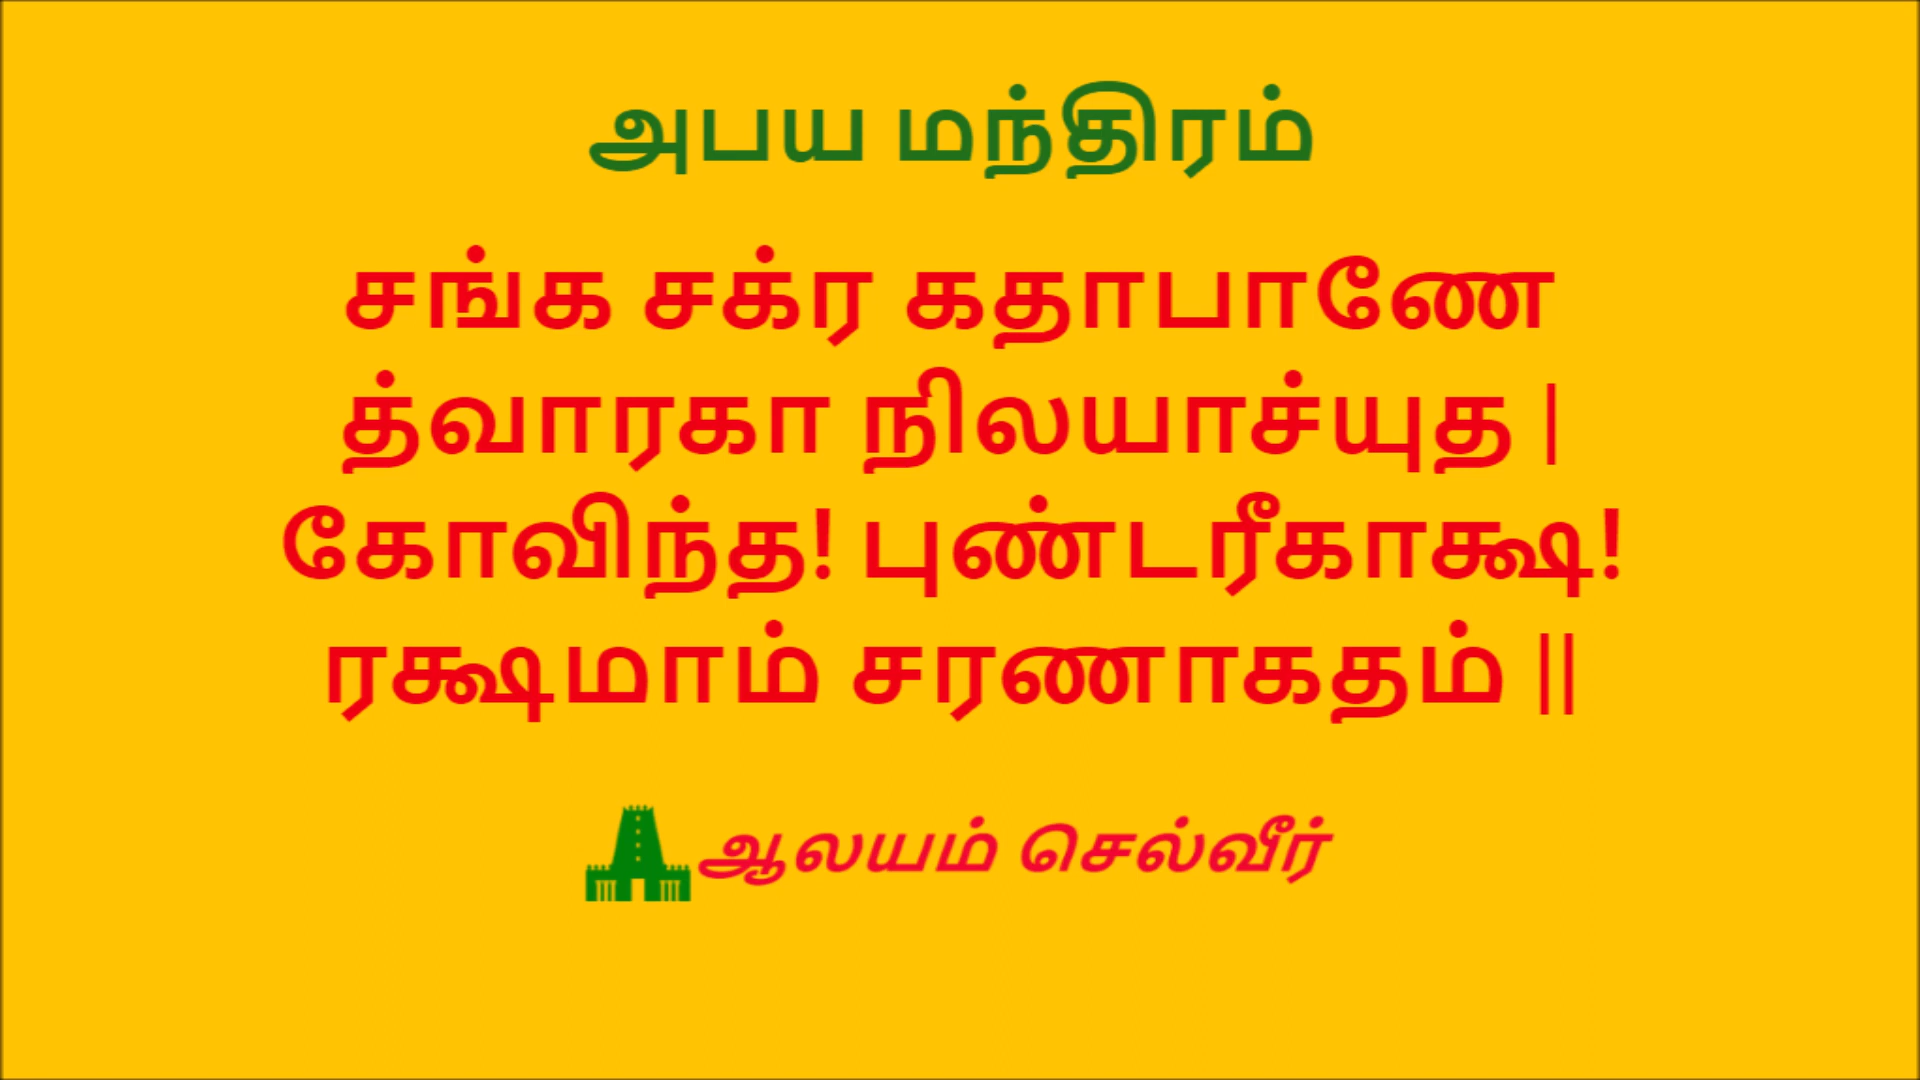 அபய மந்திரம்
சங்க சக்ர கதாபாணே
த்வாரகா நிலயாச்யுத |
கோவிந்த! புண்டரீகாக்ஷ!
ரக்ஷமாம் சரணாகதம் ||
ஆலயம் செல்வீர்